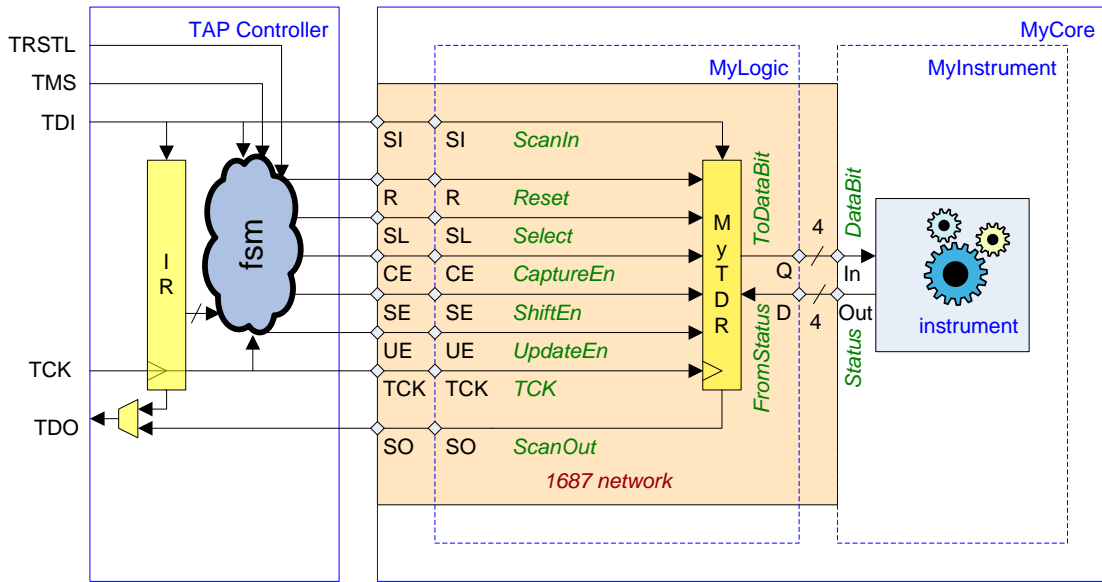 TAP Controller
MyCore
TRSTL
MyLogic
MyInstrument
TMS
TDI
SI SI ScanIn
R R Reset
SL SL Select
CE CE CaptureEn
SE SE ShiftEn
UE UE UpdateEn
TCK
TCK TCK TCK
TDO
SO SO ScanOut
1687 network
IR
fsm
MyTDR
ToDataBit
FromStatus
Q 4 In
D 4 Out
DataBit
Status
instrument